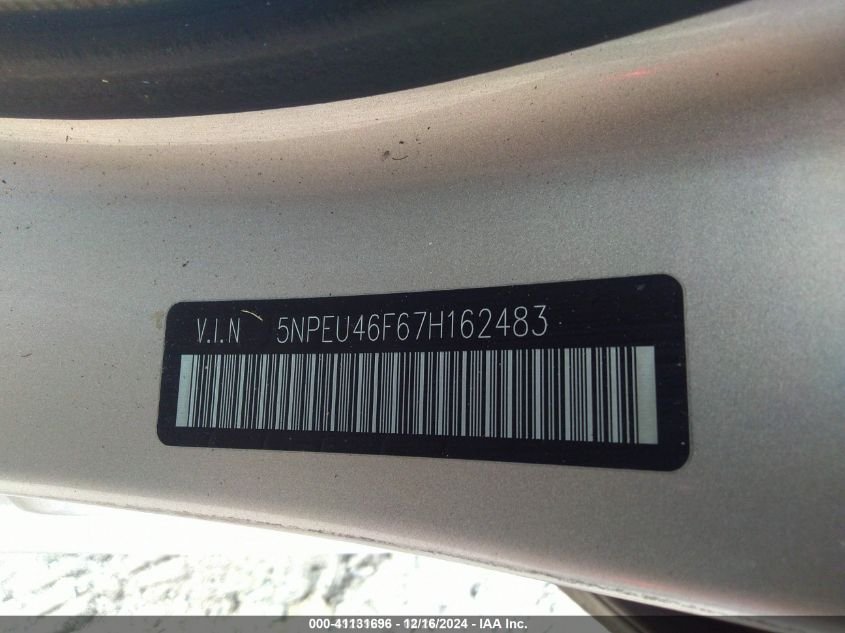 V.I.N 5NPEU46F67H162483
000-41131696 - 12/16/2024 - IAA Inc.